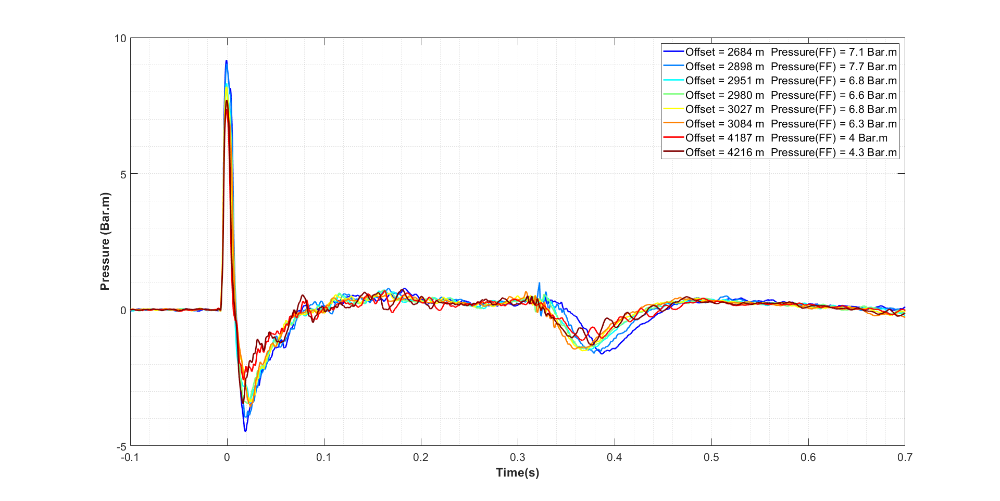 10
5
0
-5
-0.1
0
0.1
0.2
0.3
0.4
0.5
0.6
0.7
Time(s)
Pressure (Bar.m)
Offset = 2684 m  Pressure(FF) = 7.1 Bar.m
Offset = 2898 m  Pressure(FF) = 7.7 Bar.m
Offset = 2951 m  Pressure(FF) = 6.8 Bar.m
Offset = 2980 m  Pressure(FF) = 6.6 Bar.m
Offset = 3027 m  Pressure(FF) = 6.8 Bar.m
Offset = 3084 m  Pressure(FF) = 6.3 Bar.m
Offset = 4187 m  Pressure(FF) = 4 Bar.m
Offset = 4216 m  Pressure(FF) = 4.3 Bar.m